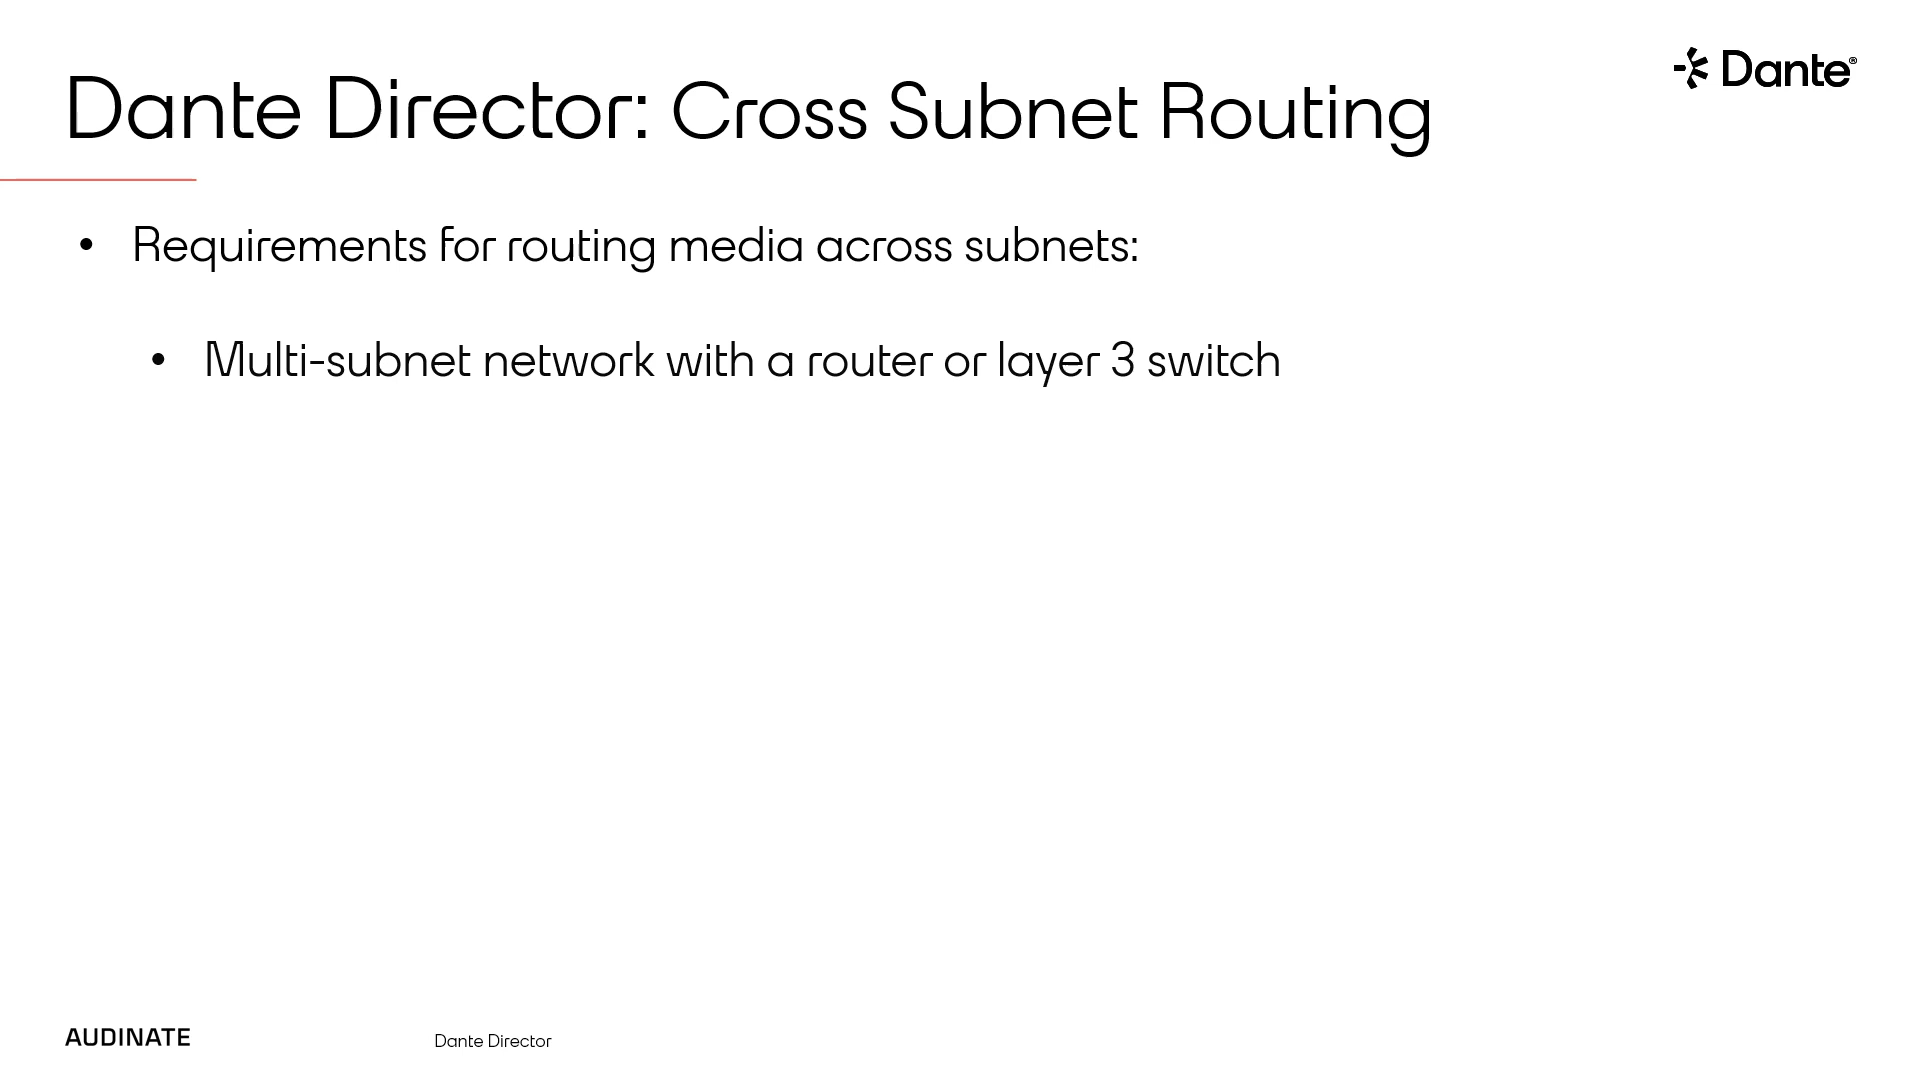 Dante Director: Cross Subnet Routing
Dante®
• Requirements for routing media across subnets:
• Multi-subnet network with a router or layer 3 switch
AUDINATE
Dante Director